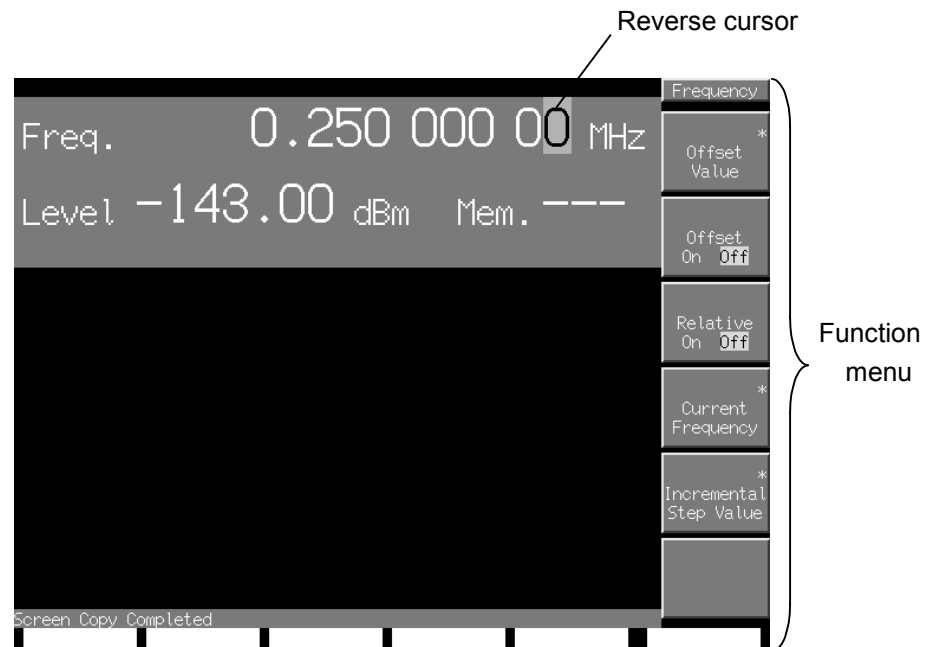 Reverse cursor
Frequency
Freq. 0.250 000 00 MHz
Level -143.00 dBm Mem. ---
*
Offset
Value
Offset
On Off
Relative
On Off
*
Current
Frequency
*
Incremental
Step Value
Function
menu
Screen Copy Completed